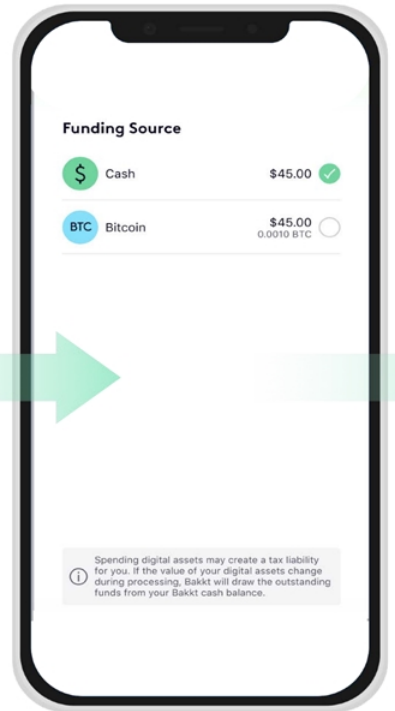 Funding Source
$ Cash $45.00
BTC Bitcoin $45.00
0.0010 BTC
Spending digital assets may create a tax liability
for you. If the value of your digital assets change
during processing, Bakkt will draw the outstanding
funds from your Bakkt cash balance.